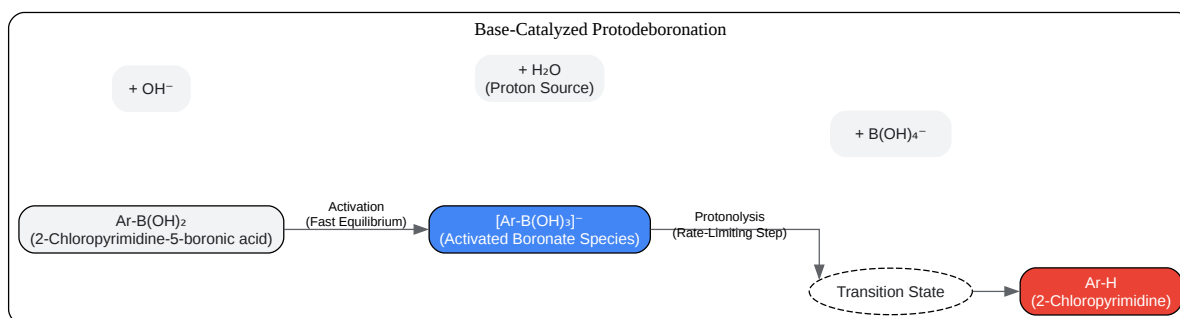 Base-Catalyzed Protodeboronation
+ OH⁻
+ H₂O
(Proton Source)
+ B(OH)₄⁻
Ar-B(OH)₂
(2-Chloropyrimidine-5-boronic acid)
Activation
(Fast Equilibrium)
[Ar-B(OH)₃]⁻
(Activated Boronate Species)
Protonolysis
(Rate-Limiting Step)
Transition State
Ar-H
(2-Chloropyrimidine)